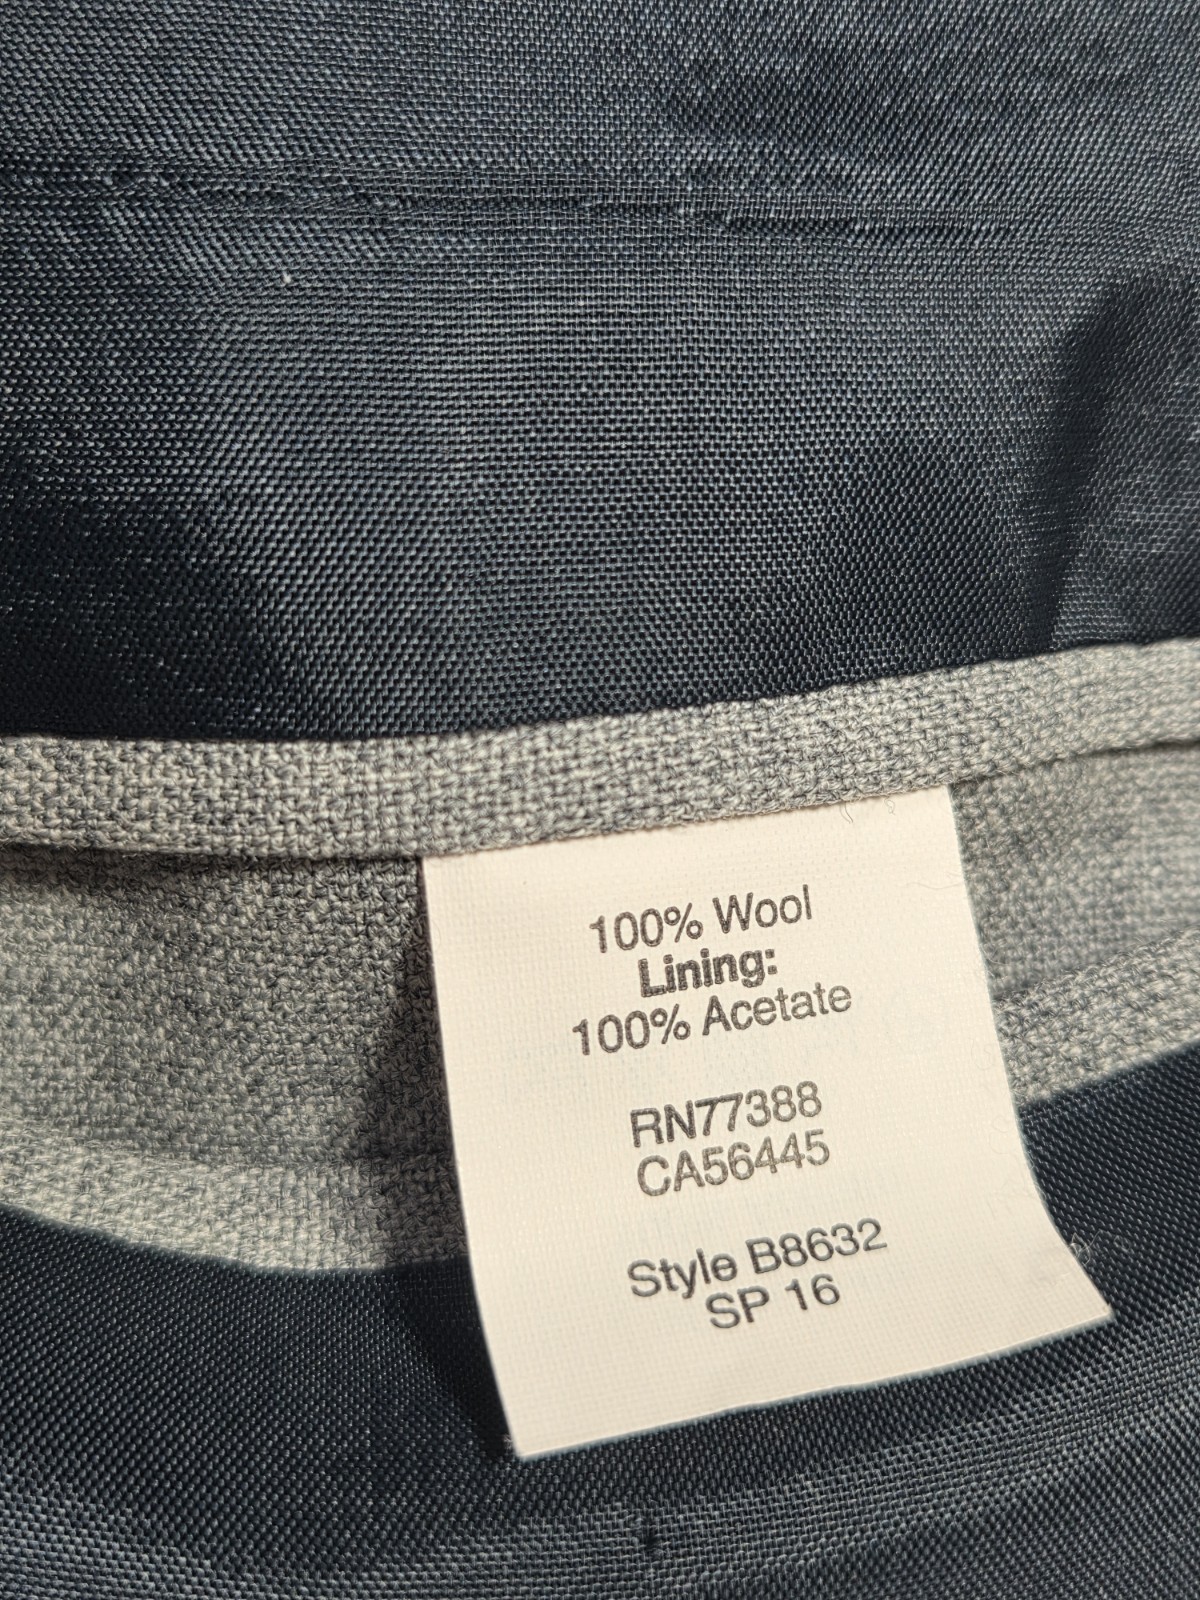 100% Wool
Lining:
100% Acetate
RN77388
CA56445
Style B8632
SP 16